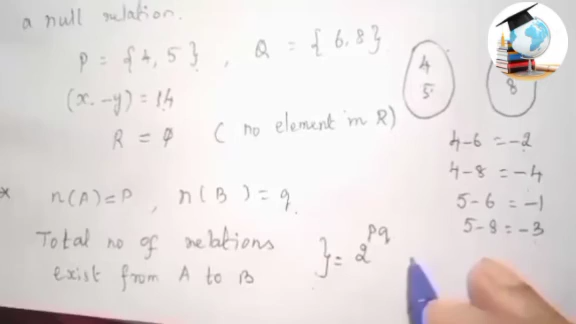 a null relation.
P = {4, 5} , Q = {6, 8}
(x - y) = 14
R = φ ( no element in R)
4
5
8
4-6 = -2
4-8 = -4
5-6 = -1
5-8 = -3
* n(A) = P , n(B) = q
Total no of relations
exist from A to B } = 2^pq